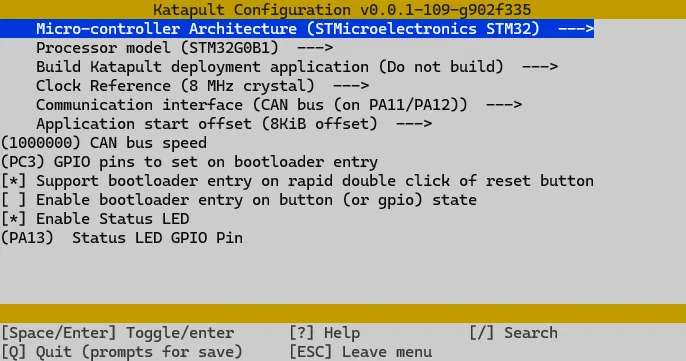 Katapult Configuration v0.0.1-109-g902f335
Micro-controller Architecture (STMicroelectronics STM32)  --->
Processor model (STM32G0B1)  --->
Build Katapult deployment application (Do not build)  --->
Clock Reference (8 MHz crystal)  --->
Communication interface (CAN bus (on PA11/PA12))  --->
Application start offset (8KiB offset)  --->
(1000000) CAN bus speed
(PC3) GPIO pins to set on bootloader entry
[*] Support bootloader entry on rapid double click of reset button
[ ] Enable bootloader entry on button (or gpio) state
[*] Enable Status LED
(PA13)  Status LED GPIO Pin
[Space/Enter] Toggle/enter      [?] Help            [/] Search
[Q] Quit (prompts for save)     [ESC] Leave menu